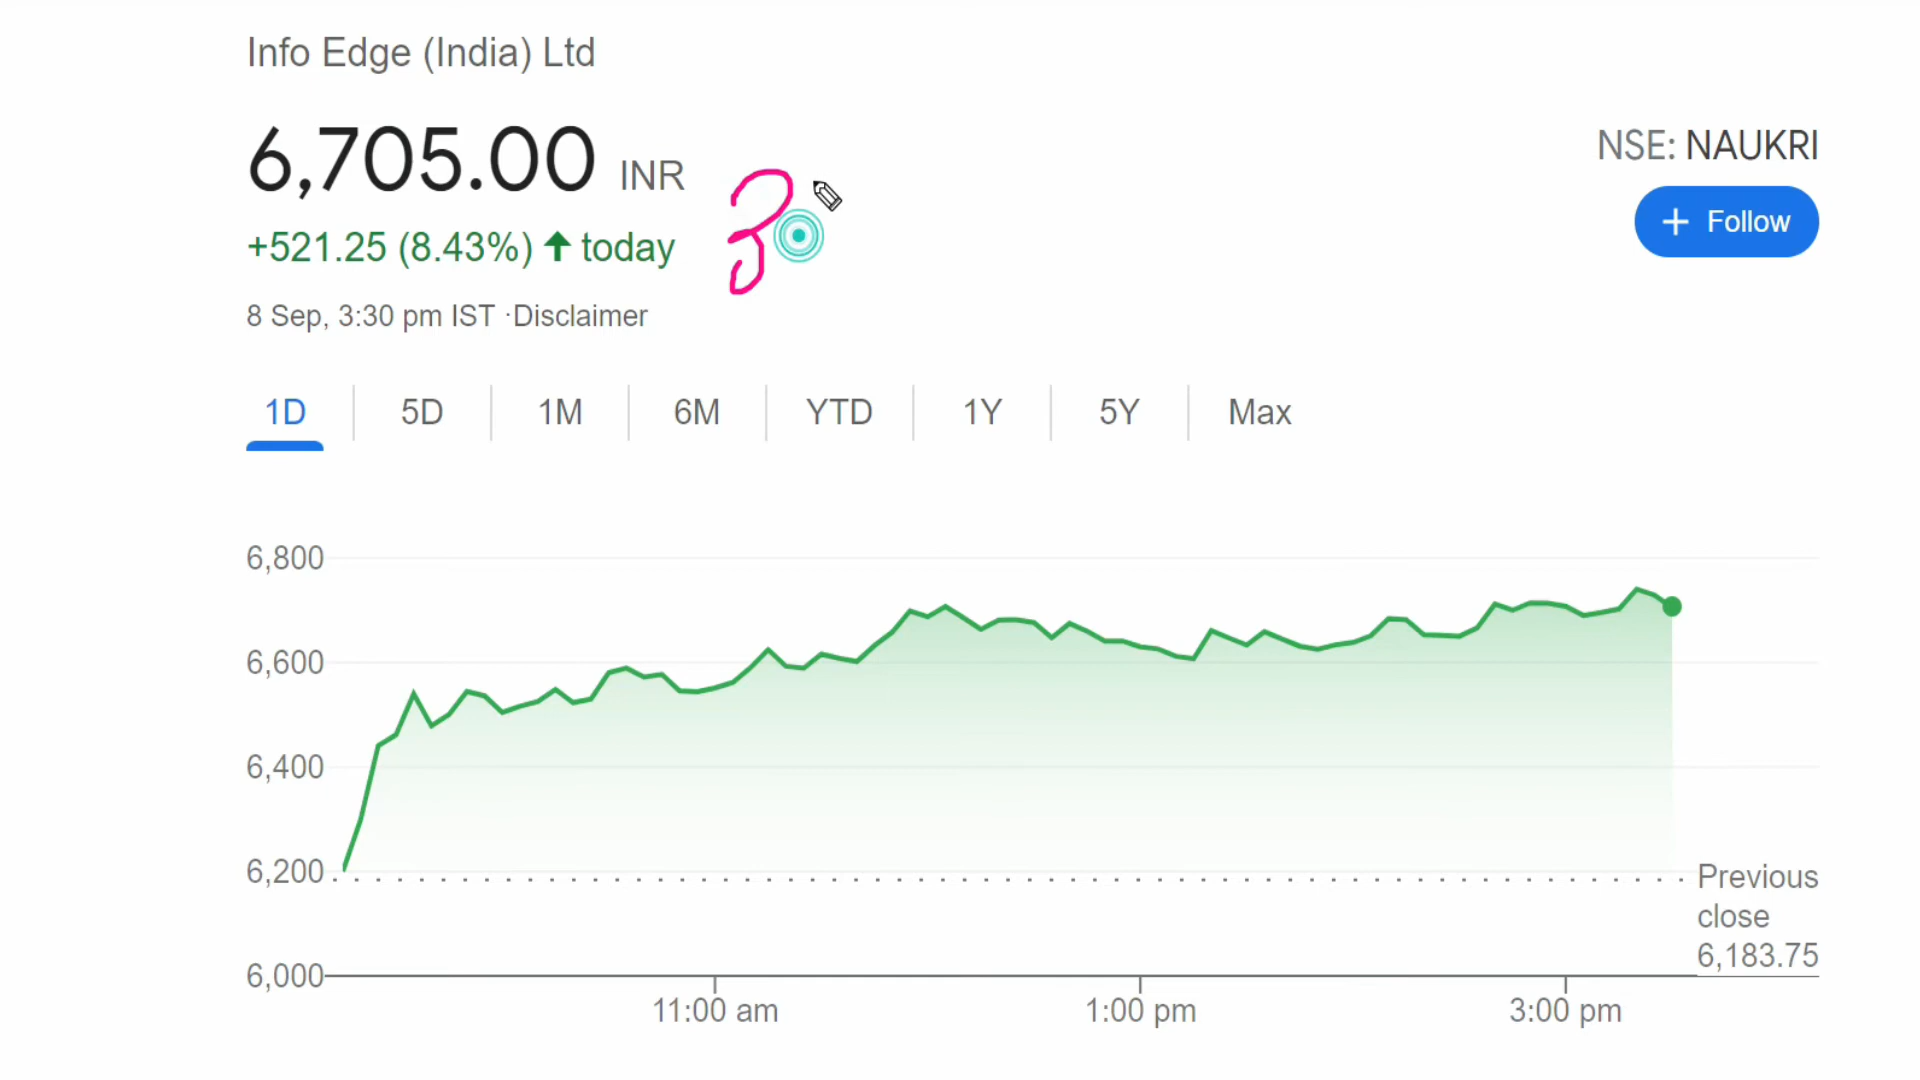 Info Edge (India) Ltd
6,705.00 INR
NSE: NAUKRI
+ Follow
+521.25 (8.43%) ↑ today
3
8 Sep, 3:30 pm IST ·Disclaimer
1D 5D 1M 6M YTD 1Y 5Y Max
6,800
6,600
6,400
6,200
6,000
Previous
close
6,183.75
11:00 am 1:00 pm 3:00 pm